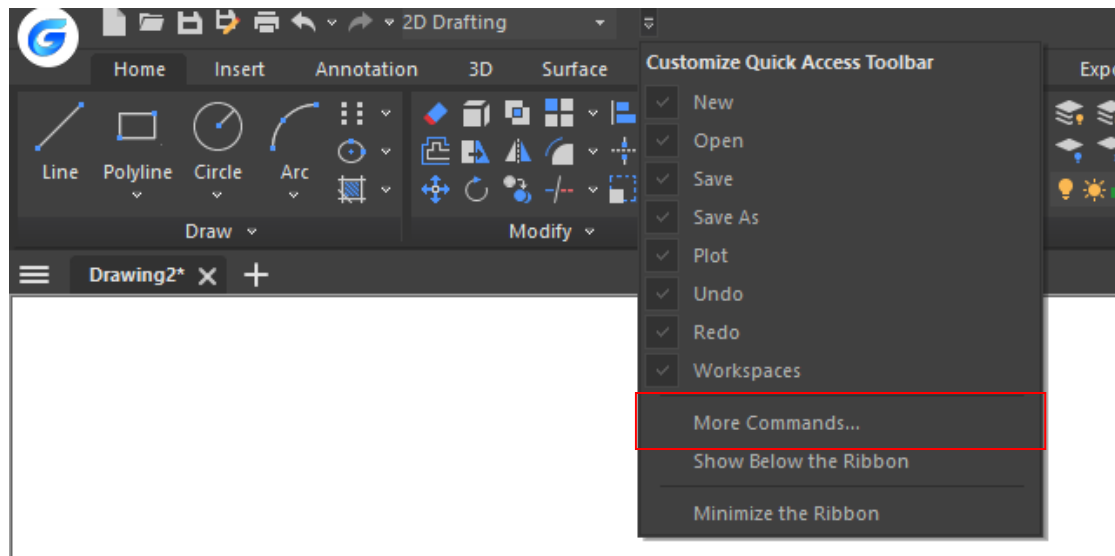 2D Drafting
Customize Quick Access Toolbar
Home Insert Annotation 3D Surface
New
Open
Save
Save As
Plot
Undo
Redo
Workspaces
More Commands...
Show Below the Ribbon
Minimize the Ribbon
Line Polyline Circle Arc
Draw Modify
Drawing2*